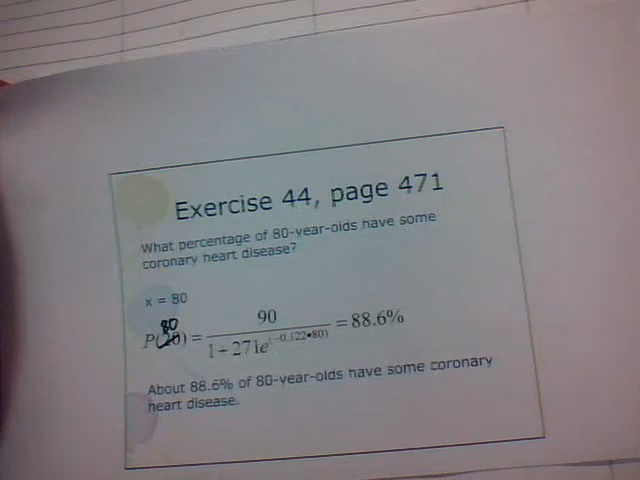 Exercise 44, page 471
What percentage of 80-year-olds have some
coronary heart disease?
x = 80
80
P(20) = 90 / 1+271e^(-0.122•80) = 88.6%
About 88.6% of 80-year-olds have some coronary
heart disease.